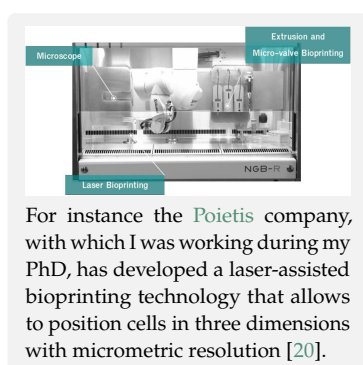 Extrusion and
Micro-valve Bioprinting
Microscope
NGB-R
Laser Bioprinting
For instance the Poietis company,
with which I was working during my
PhD, has developed a laser-assisted
bioprinting technology that allows
to position cells in three dimensions
with micrometric resolution [20].